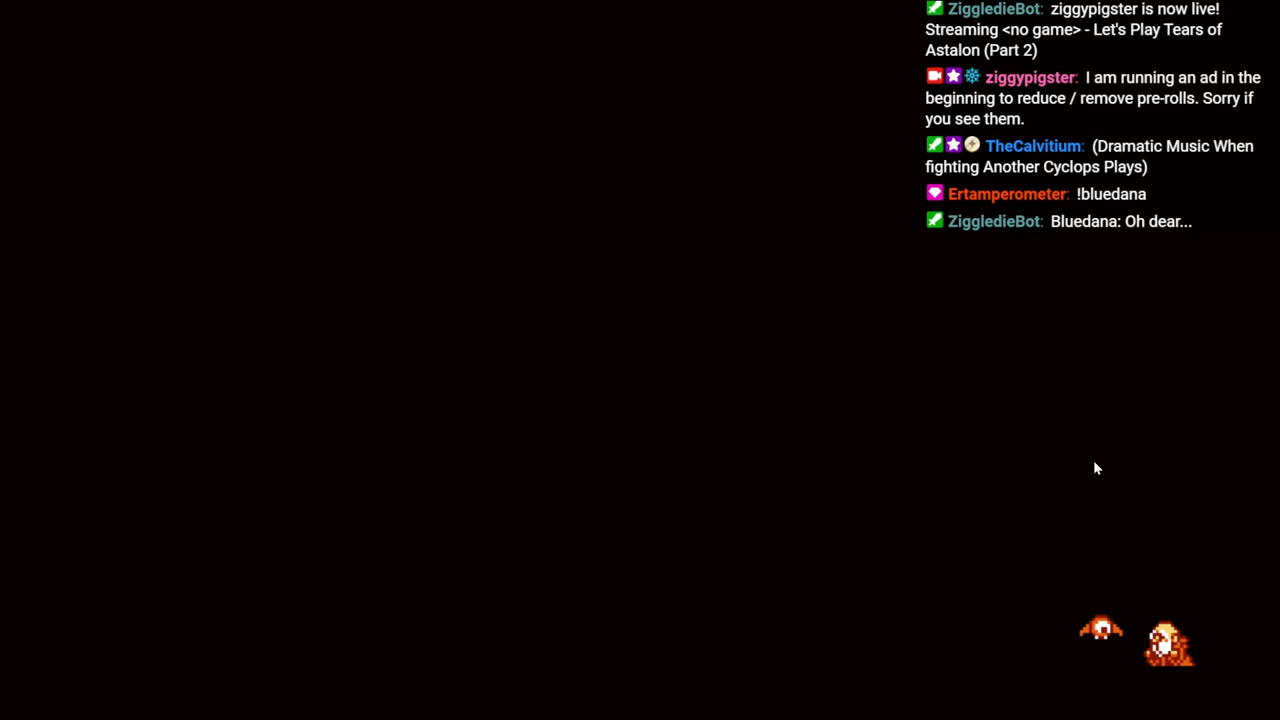 ZiggledieBot: ziggypigster is now live!
Streaming <no game> - Let's Play Tears of
Astalon (Part 2)
ziggypigster: I am running an ad in the
beginning to reduce / remove pre-rolls. Sorry if
you see them.
TheCalvitium: (Dramatic Music When
fighting Another Cyclops Plays)
Ertamperometer: !bluedana
ZiggledieBot: Bluedana: Oh dear...